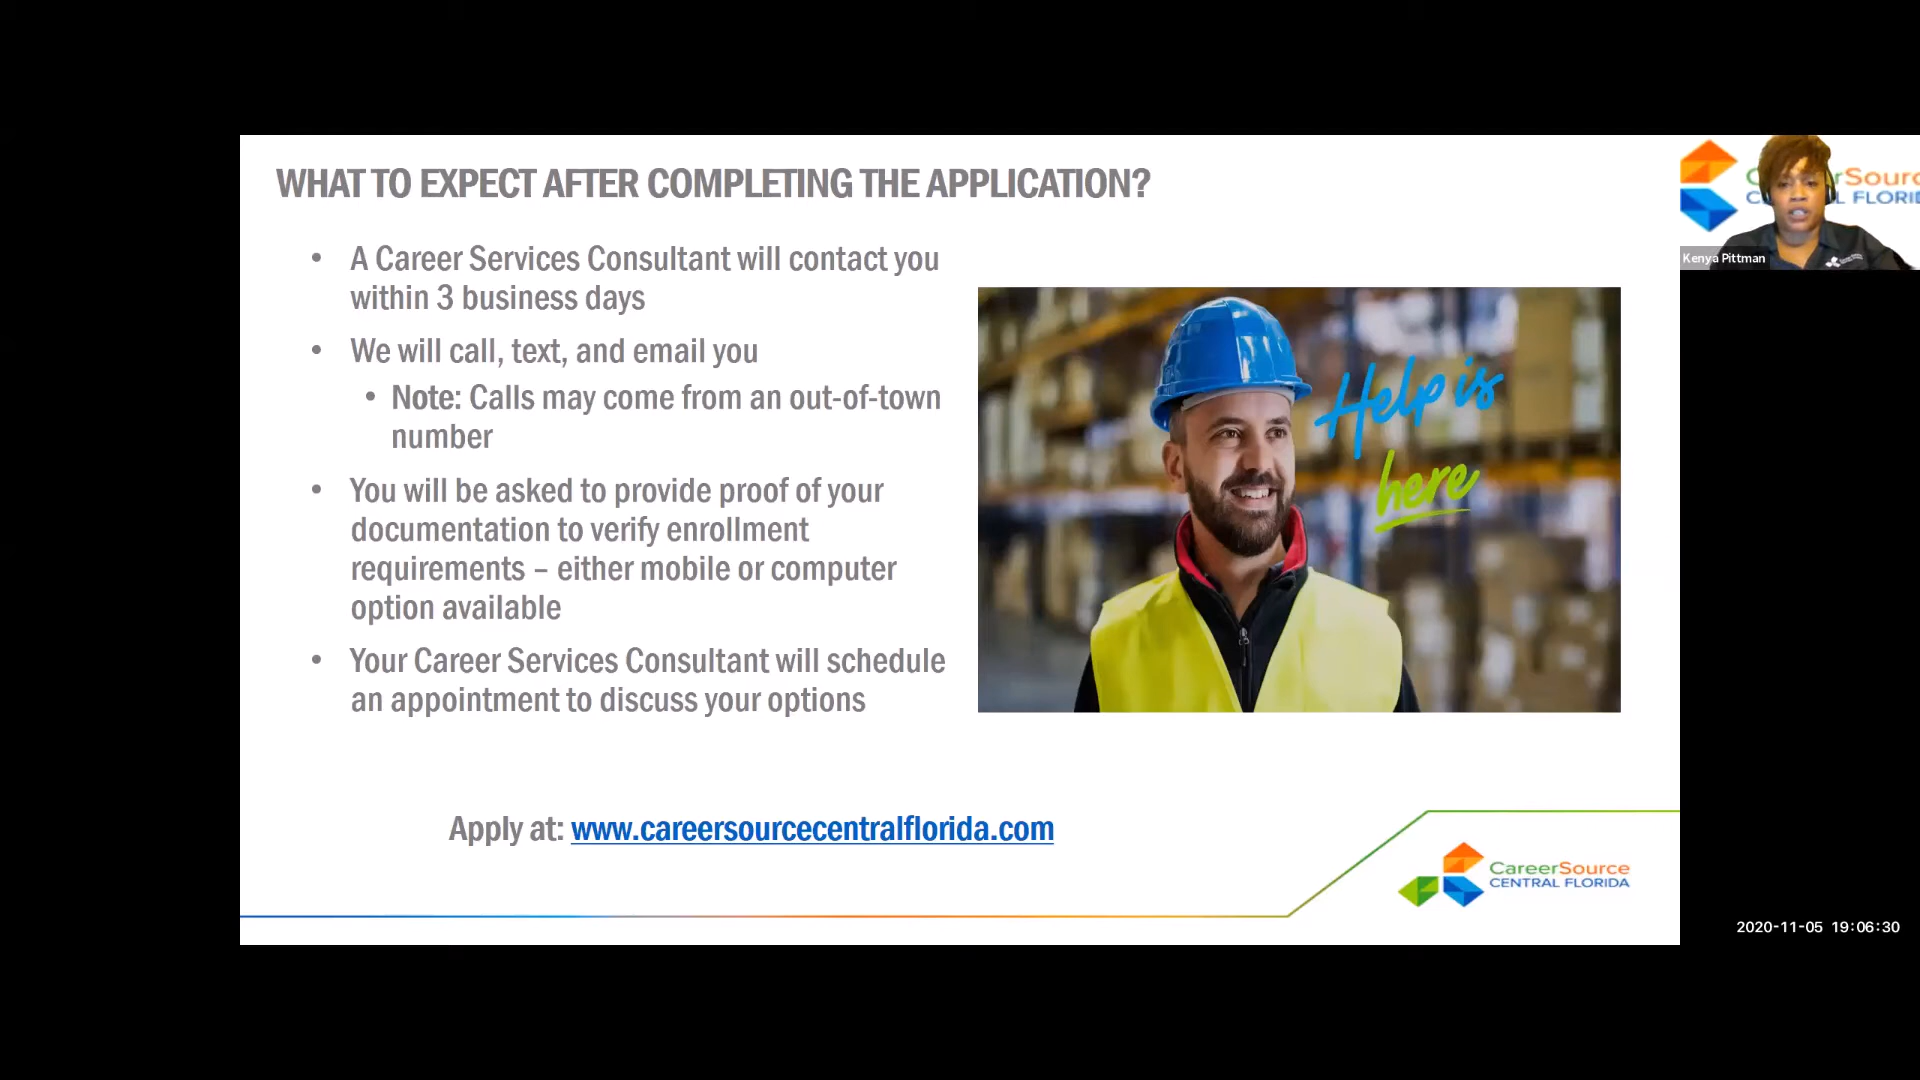 WHAT TO EXPECT AFTER COMPLETING THE APPLICATION?
• A Career Services Consultant will contact you
within 3 business days
• We will call, text, and email you
• Note: Calls may come from an out-of-town
number
• You will be asked to provide proof of your
documentation to verify enrollment
requirements – either mobile or computer
option available
• Your Career Services Consultant will schedule
an appointment to discuss your options
Help is
here
Apply at: www.careersourcecentralflorida.com
CareerSource
CENTRAL FLORIDA
Kenya Pittman
2020-11-05 19:06:30